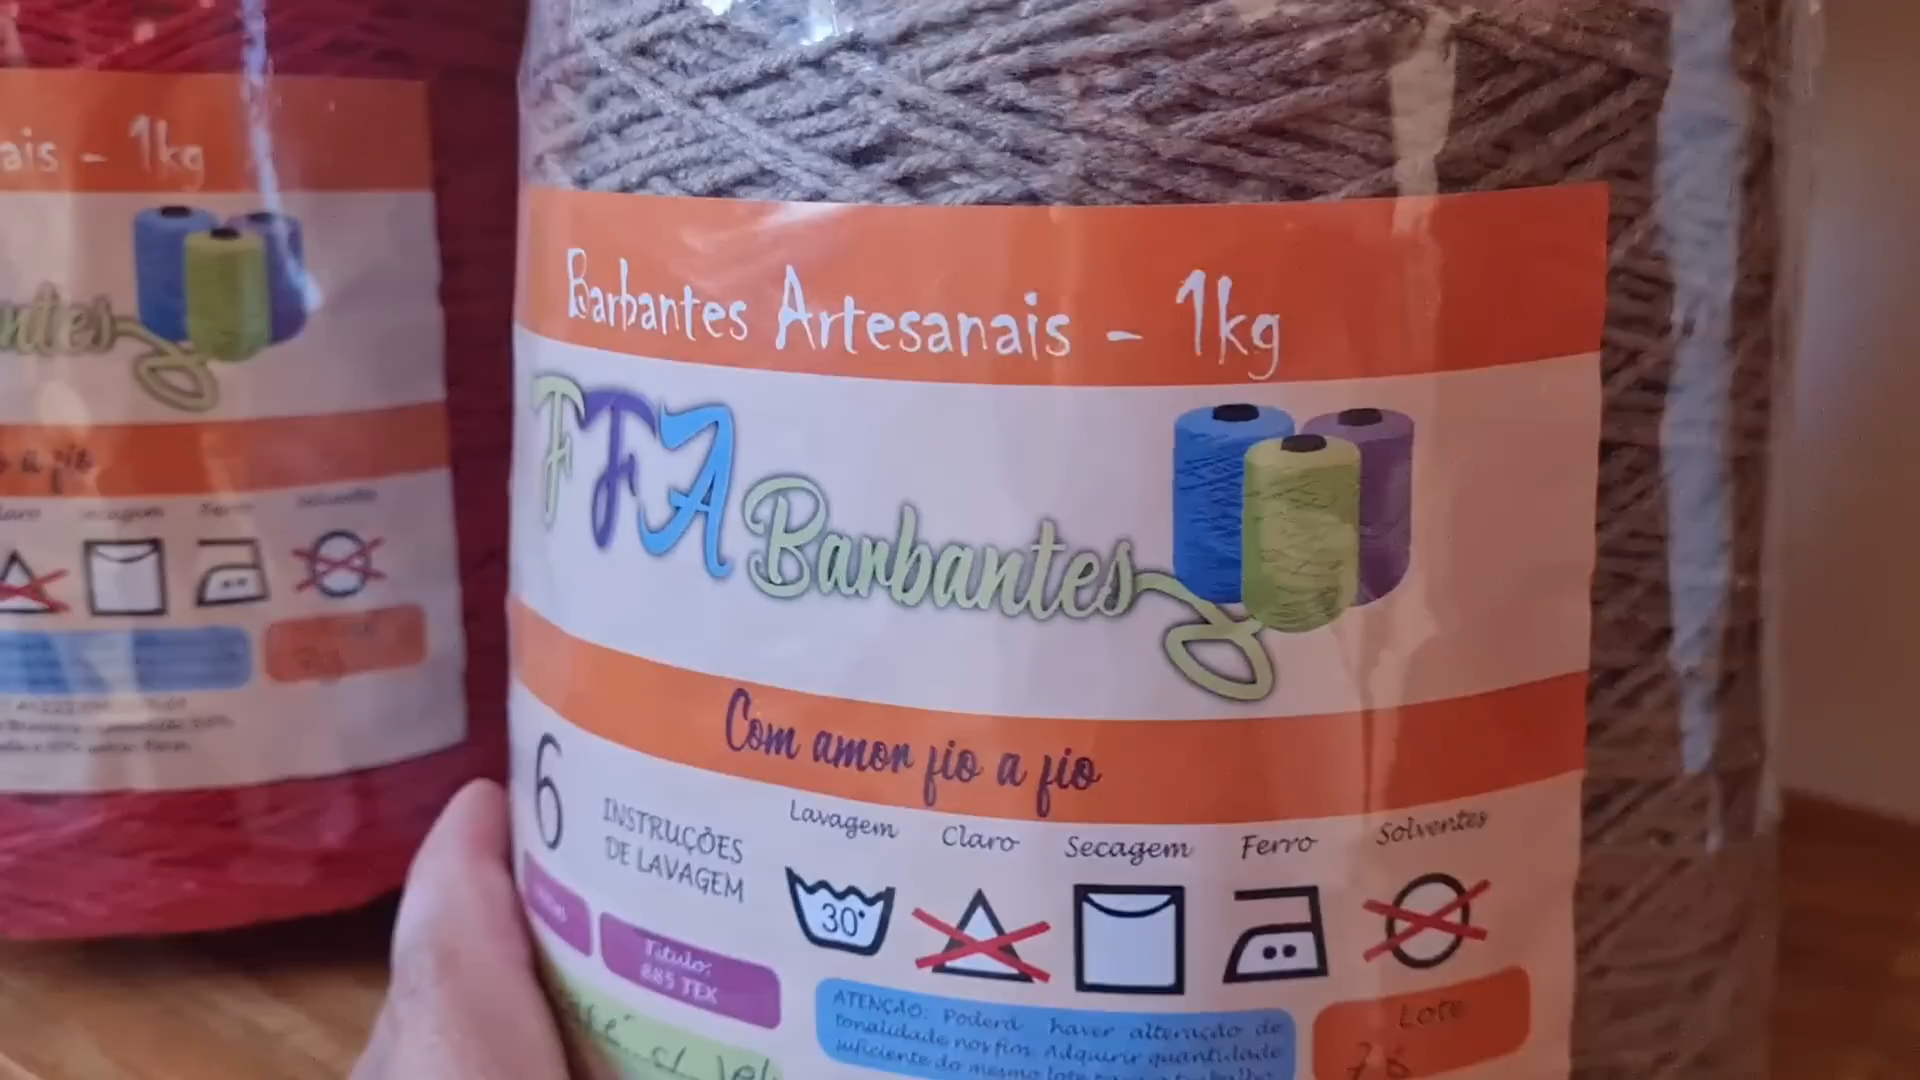 ais - 1kg
ntes
Barbantes Artesanais - 1kg
FFA Barbantes
Com amor fio a fio
6
INSTRUÇÕES
DE LAVAGEM
Lavagem
Claro
Secagem
Ferro
Solventes
30°
Título:
885 TEX
ATENÇÃO: Poderá haver alteração de
tonalidade nos fios. Adquirir quantidade
suficiente do mesmo lote
Lote